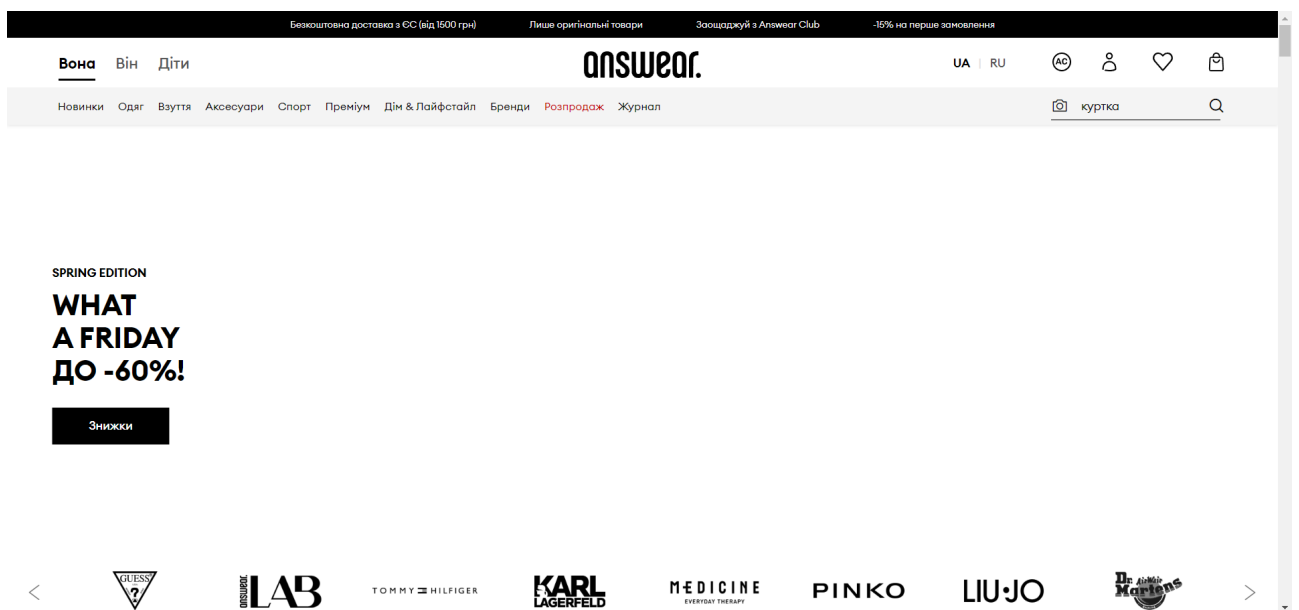 Безкоштовна доставка з ЄС (від 1500 грн) Лише оригінальні товари Заощаджуй з Answear Club -15% на перше замовлення
Вона Він Діти answear. UA | RU AC
Новинки Одяг Взуття Аксесуари Спорт Преміум Дім & Лайфстайл Бренди Розпродаж Журнал куртка
SPRING EDITION
WHAT
A FRIDAY
ДО -60%!
Знижки
GUESS ? answear. LAB TOMMY HILFIGER KARL LAGERFELD MEDICINE EVERYDAY THERAPY PINKO LIU·JO Dr. AirWair Martens